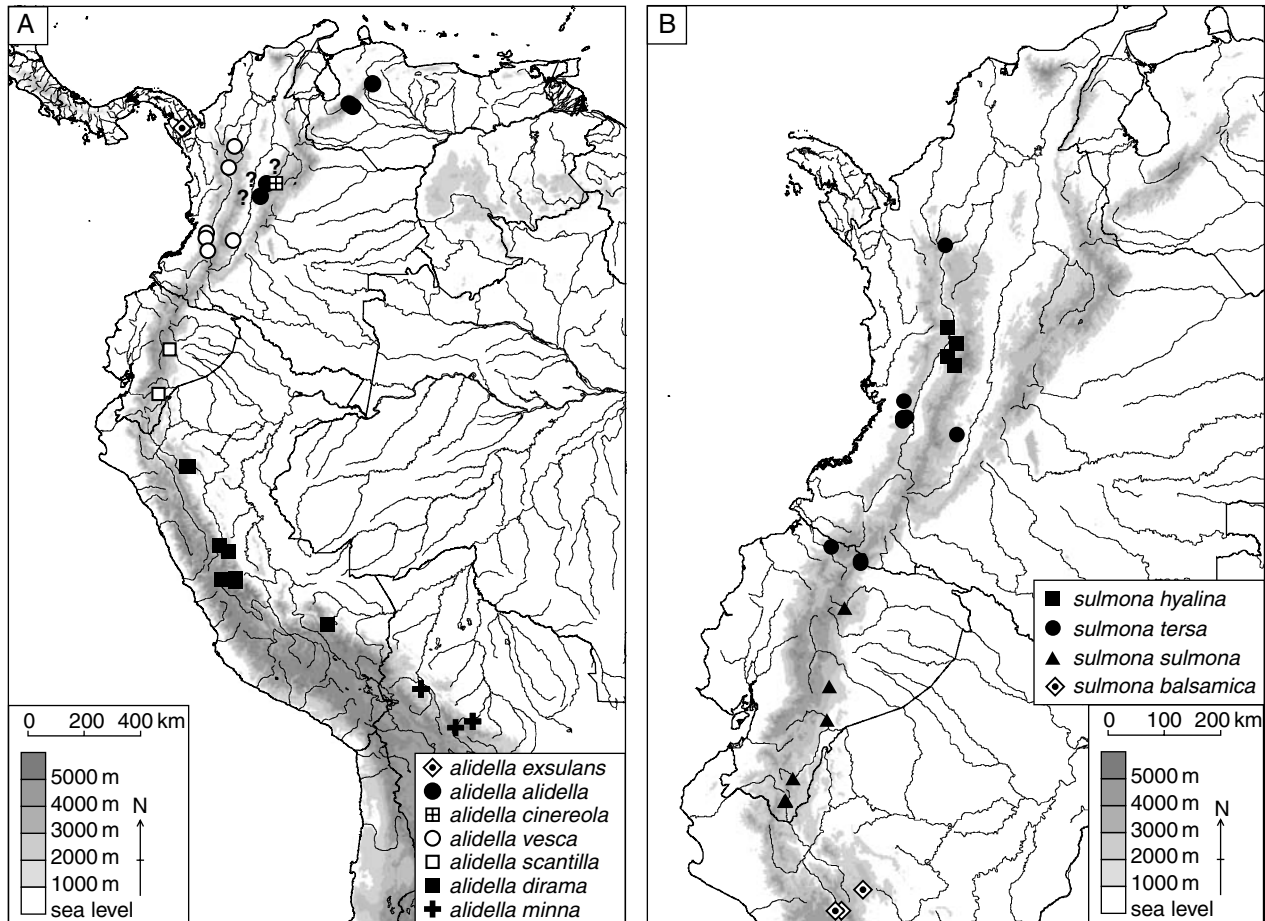 A
?
?
?
0 200 400 km
5000 m
4000 m
3000 m
2000 m
1000 m
sea level
N
alidella exsulans
alidella alidella
alidella cinereola
alidella vesca
alidella scantilla
alidella dirama
alidella minna
B
sulmona hyalina
sulmona tersa
sulmona sulmona
sulmona balsamica
0 100 200 km
5000 m
4000 m
3000 m
2000 m
1000 m
sea level
N